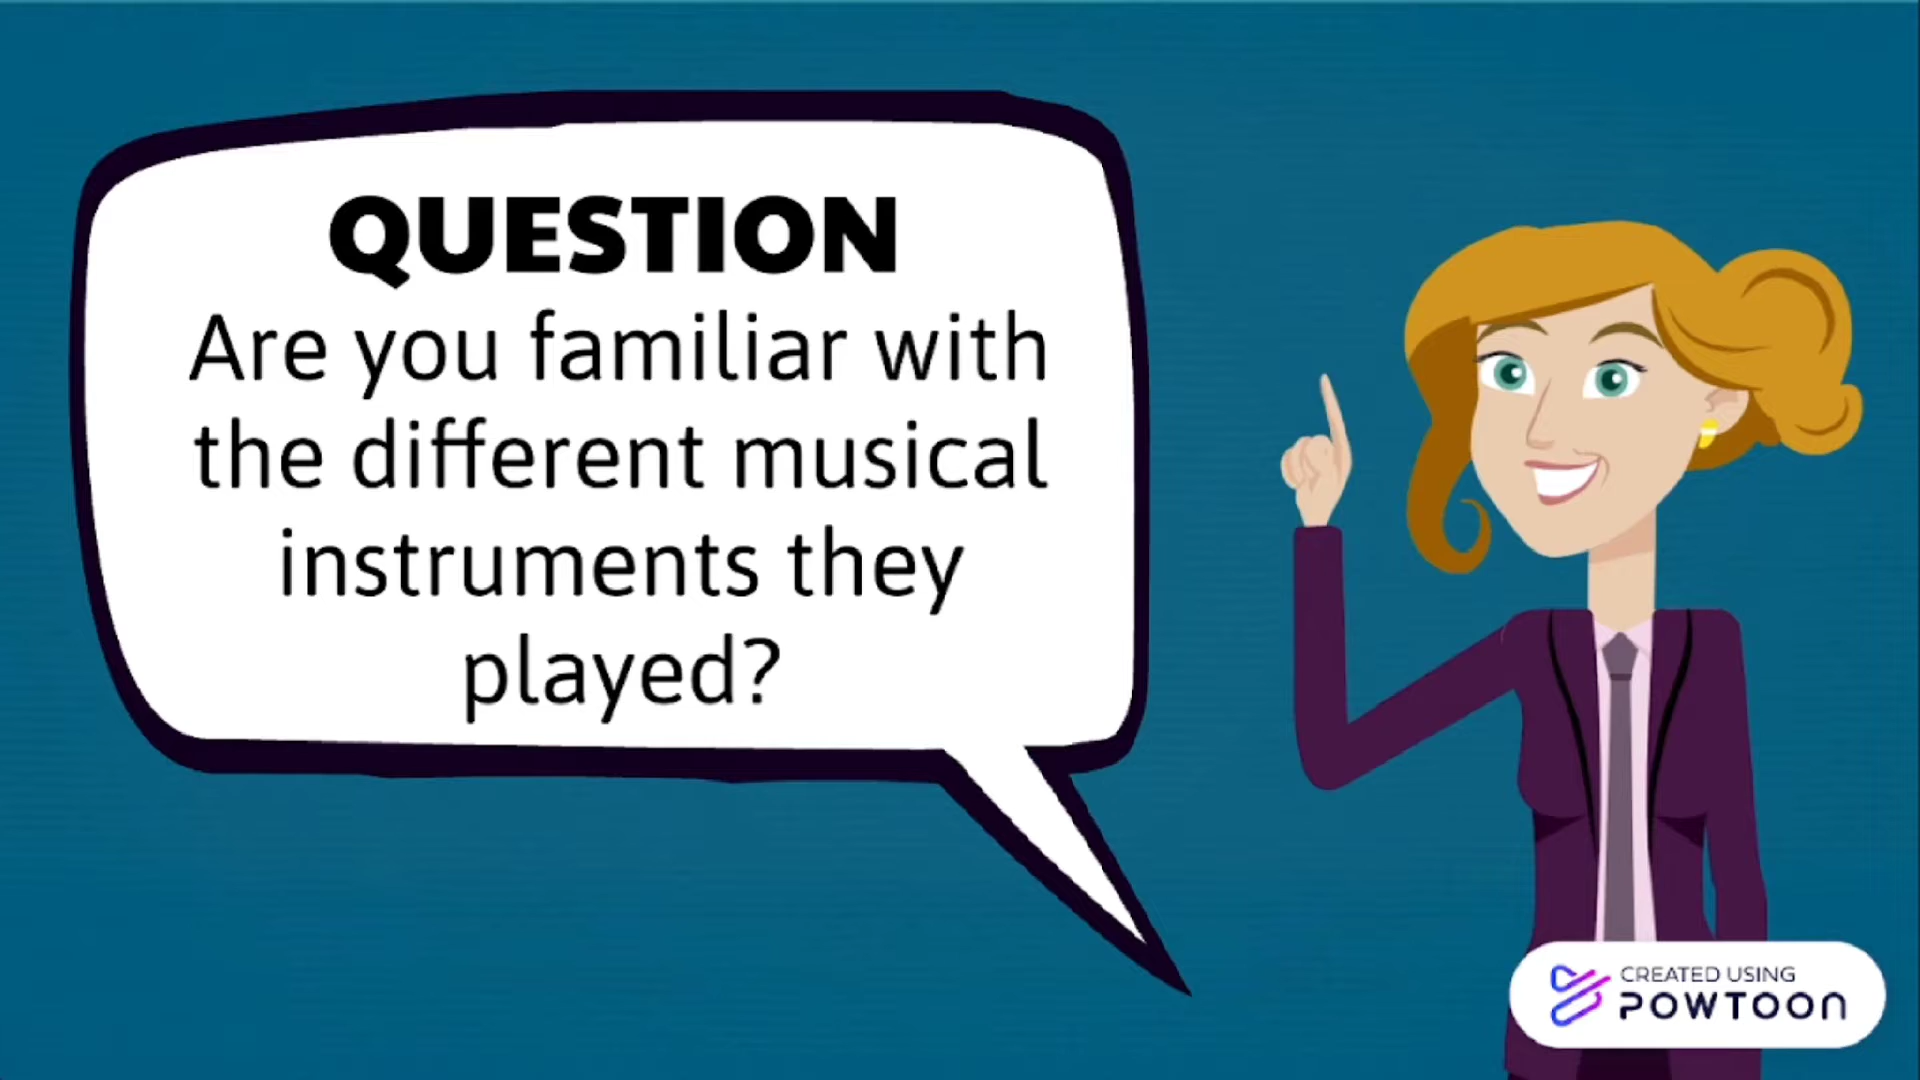 QUESTION
Are you familiar with
the different musical
instruments they
played?
CREATED USING
POWTOON